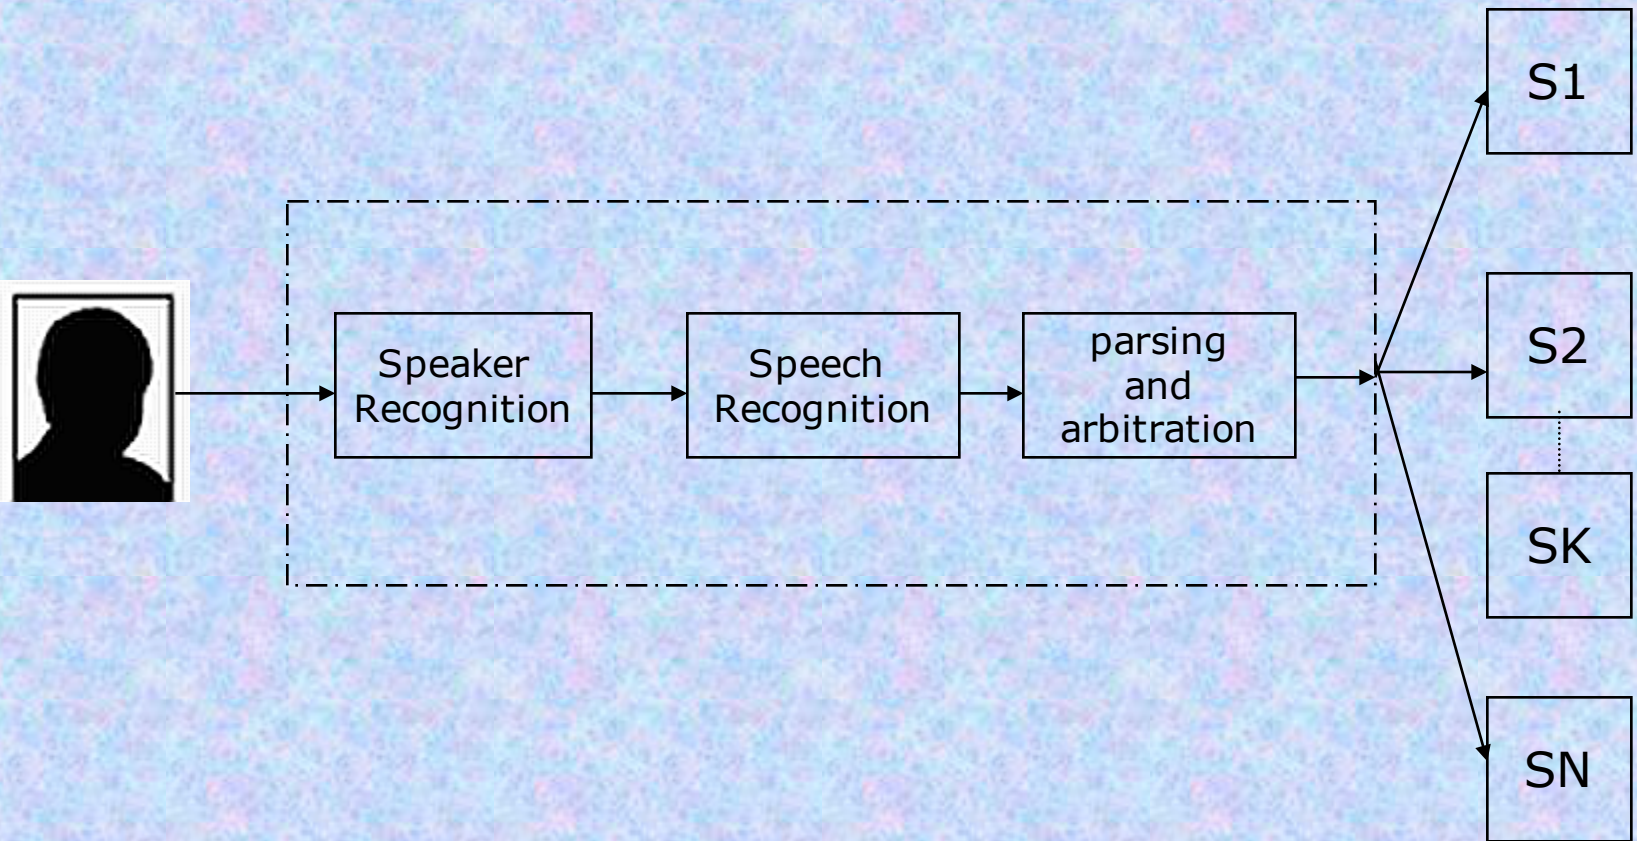 S1
Speaker
Recognition
Speech
Recognition
parsing
and
arbitration
S2
SK
SN